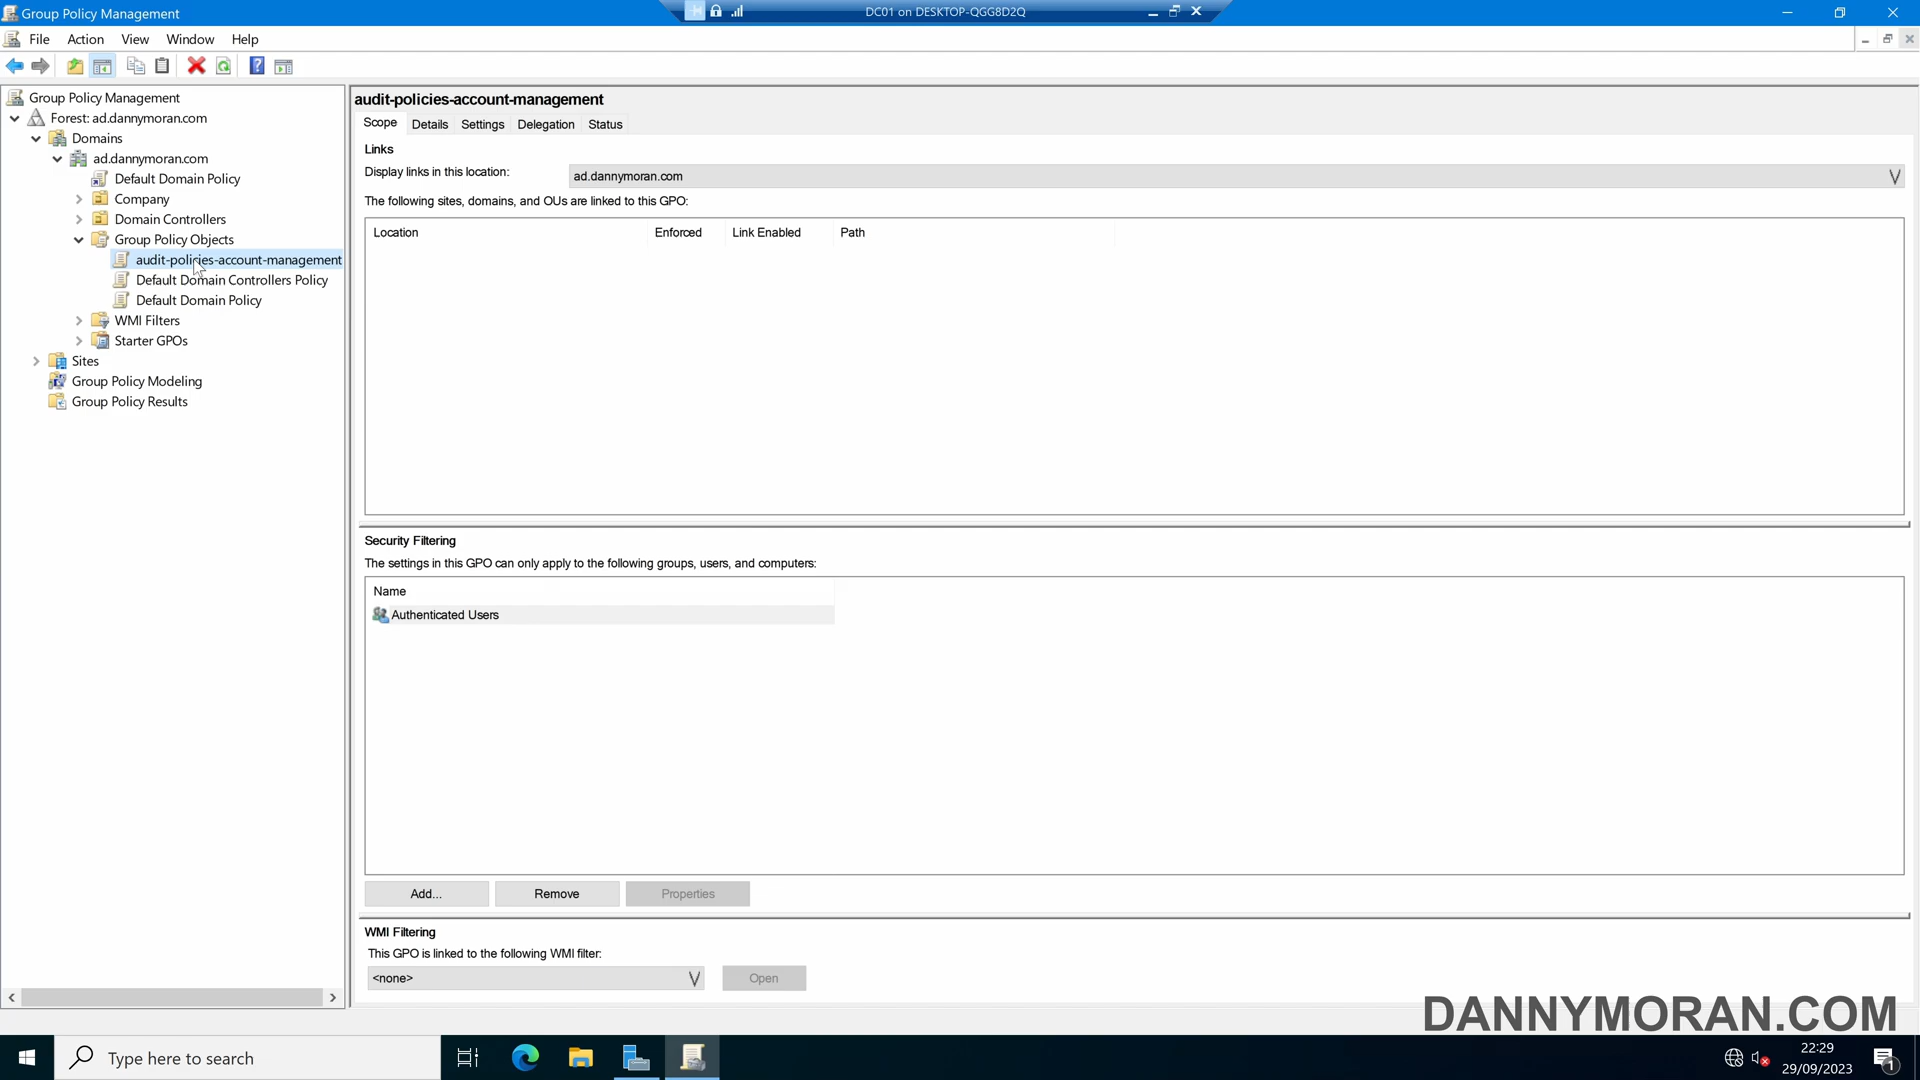 Group Policy Management
DC01 on DESKTOP-QGG8D2Q
File Action View Window Help
Group Policy Management
Forest: ad.dannymoran.com
Domains
ad.dannymoran.com
Default Domain Policy
Company
Domain Controllers
Group Policy Objects
audit-policies-account-management
Default Domain Controllers Policy
Default Domain Policy
WMI Filters
Starter GPOs
Sites
Group Policy Modeling
Group Policy Results
audit-policies-account-management
Scope Details Settings Delegation Status
Links
Display links in this location: ad.dannymoran.com
The following sites, domains, and OUs are linked to this GPO:
Location Enforced Link Enabled Path
Security Filtering
The settings in this GPO can only apply to the following groups, users, and computers:
Name
Authenticated Users
Add... Remove Properties
WMI Filtering
This GPO is linked to the following WMI filter:
<none> Open
DANNYMORAN.COM
Type here to search
22:29
29/09/2023
1